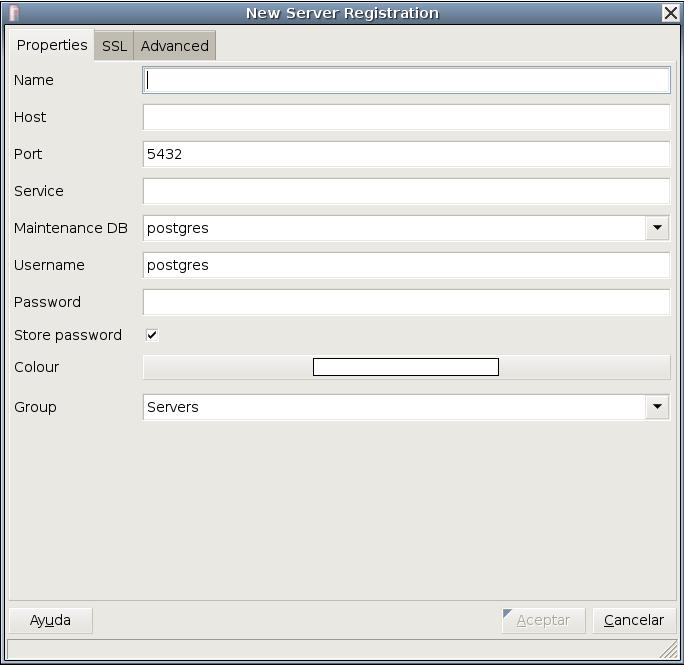 New Server Registration
Properties SSL Advanced
Name
Host
Port 5432
Service
Maintenance DB postgres
Username postgres
Password
Store password
Colour
Group Servers
Ayuda Aceptar Cancelar